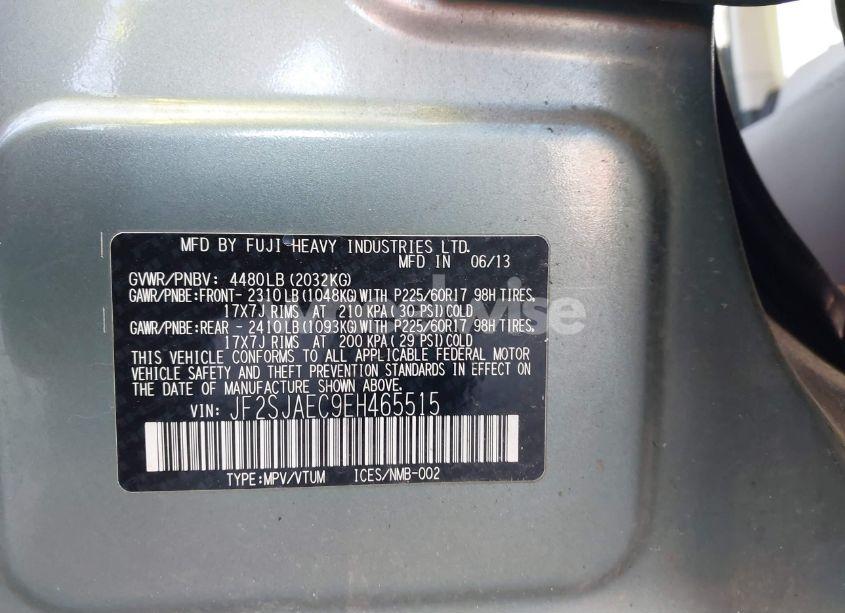 MFD BY FUJI HEAVY INDUSTRIES LTD.
MFD IN 06/13
GVWR/PNBV: 4480LB (2032KG)
GAWR/PNBE:FRONT- 2310LB (1048KG) WITH P225/60R17 98H TIRES,
17X7J RIMS AT 210 KPA (30 PSI) COLD
GAWR/PNBE:REAR - 2410LB (1093KG) WITH P225/60R17 98H TIRES,
17X7J RIMS AT 200 KPA (29 PSI) COLD
THIS VEHICLE CONFORMS TO ALL APPLICABLE FEDERAL MOTOR
VEHICLE SAFETY AND THEFT PREVENTION STANDARDS IN EFFECT ON
THE DATE OF MANUFACTURE SHOWN ABOVE.
VIN: JF2SJAEC9EH465515
TYPE:MPV/VTUM ICES/NMB-002